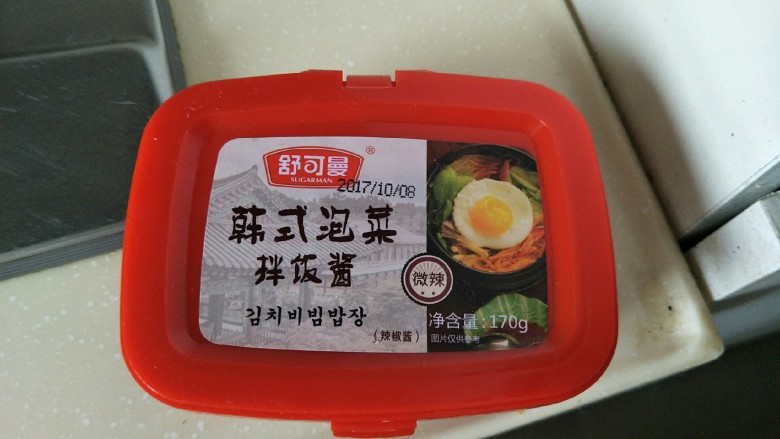 舒可曼®
SUGARMAN
2017/10/08
韩式泡菜
拌饭酱
김치비빔밥장
(辣椒酱)
微辣
净含量:170g
图片仅供参考